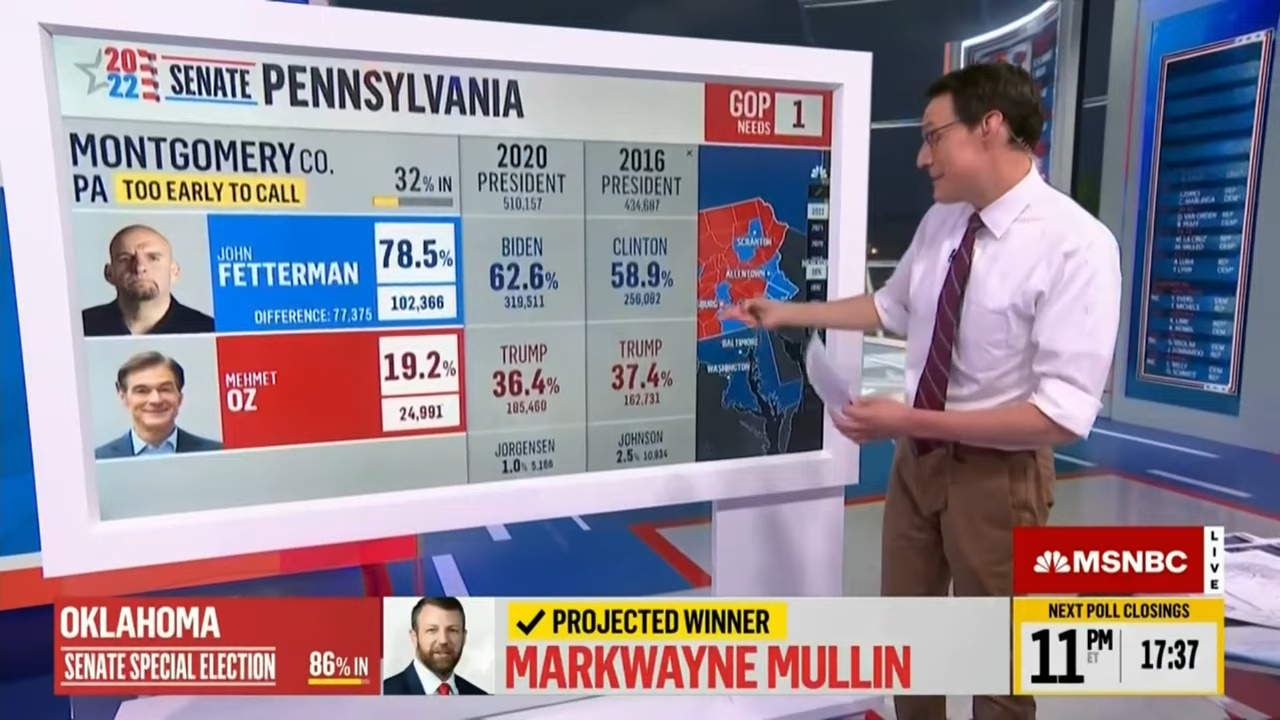 20
22
SENATE PENNSYLVANIA
GOP
NEEDS
1
MONTGOMERY CO.
PA TOO EARLY TO CALL
32% IN
JOHN
FETTERMAN
78.5%
102,366
DIFFERENCE: 77,375
MEHMET
OZ
19.2%
24,991
2020
PRESIDENT
510,157
BIDEN
62.6%
319,511
TRUMP
36.4%
185,460
JORGENSEN
1.0%
2016
PRESIDENT
434,687
CLINTON
58.9%
256,082
TRUMP
37.4%
162,731
JOHNSON
2.5% 10,934
SCRANTON
ALLENTOWN
BALTIMORE
WASHINGTON
OKLAHOMA
SENATE SPECIAL ELECTION
86% IN
PROJECTED WINNER
MARKWAYNE MULLIN
MSNBC
LIVE
NEXT POLL CLOSINGS
11 PM ET
17:37